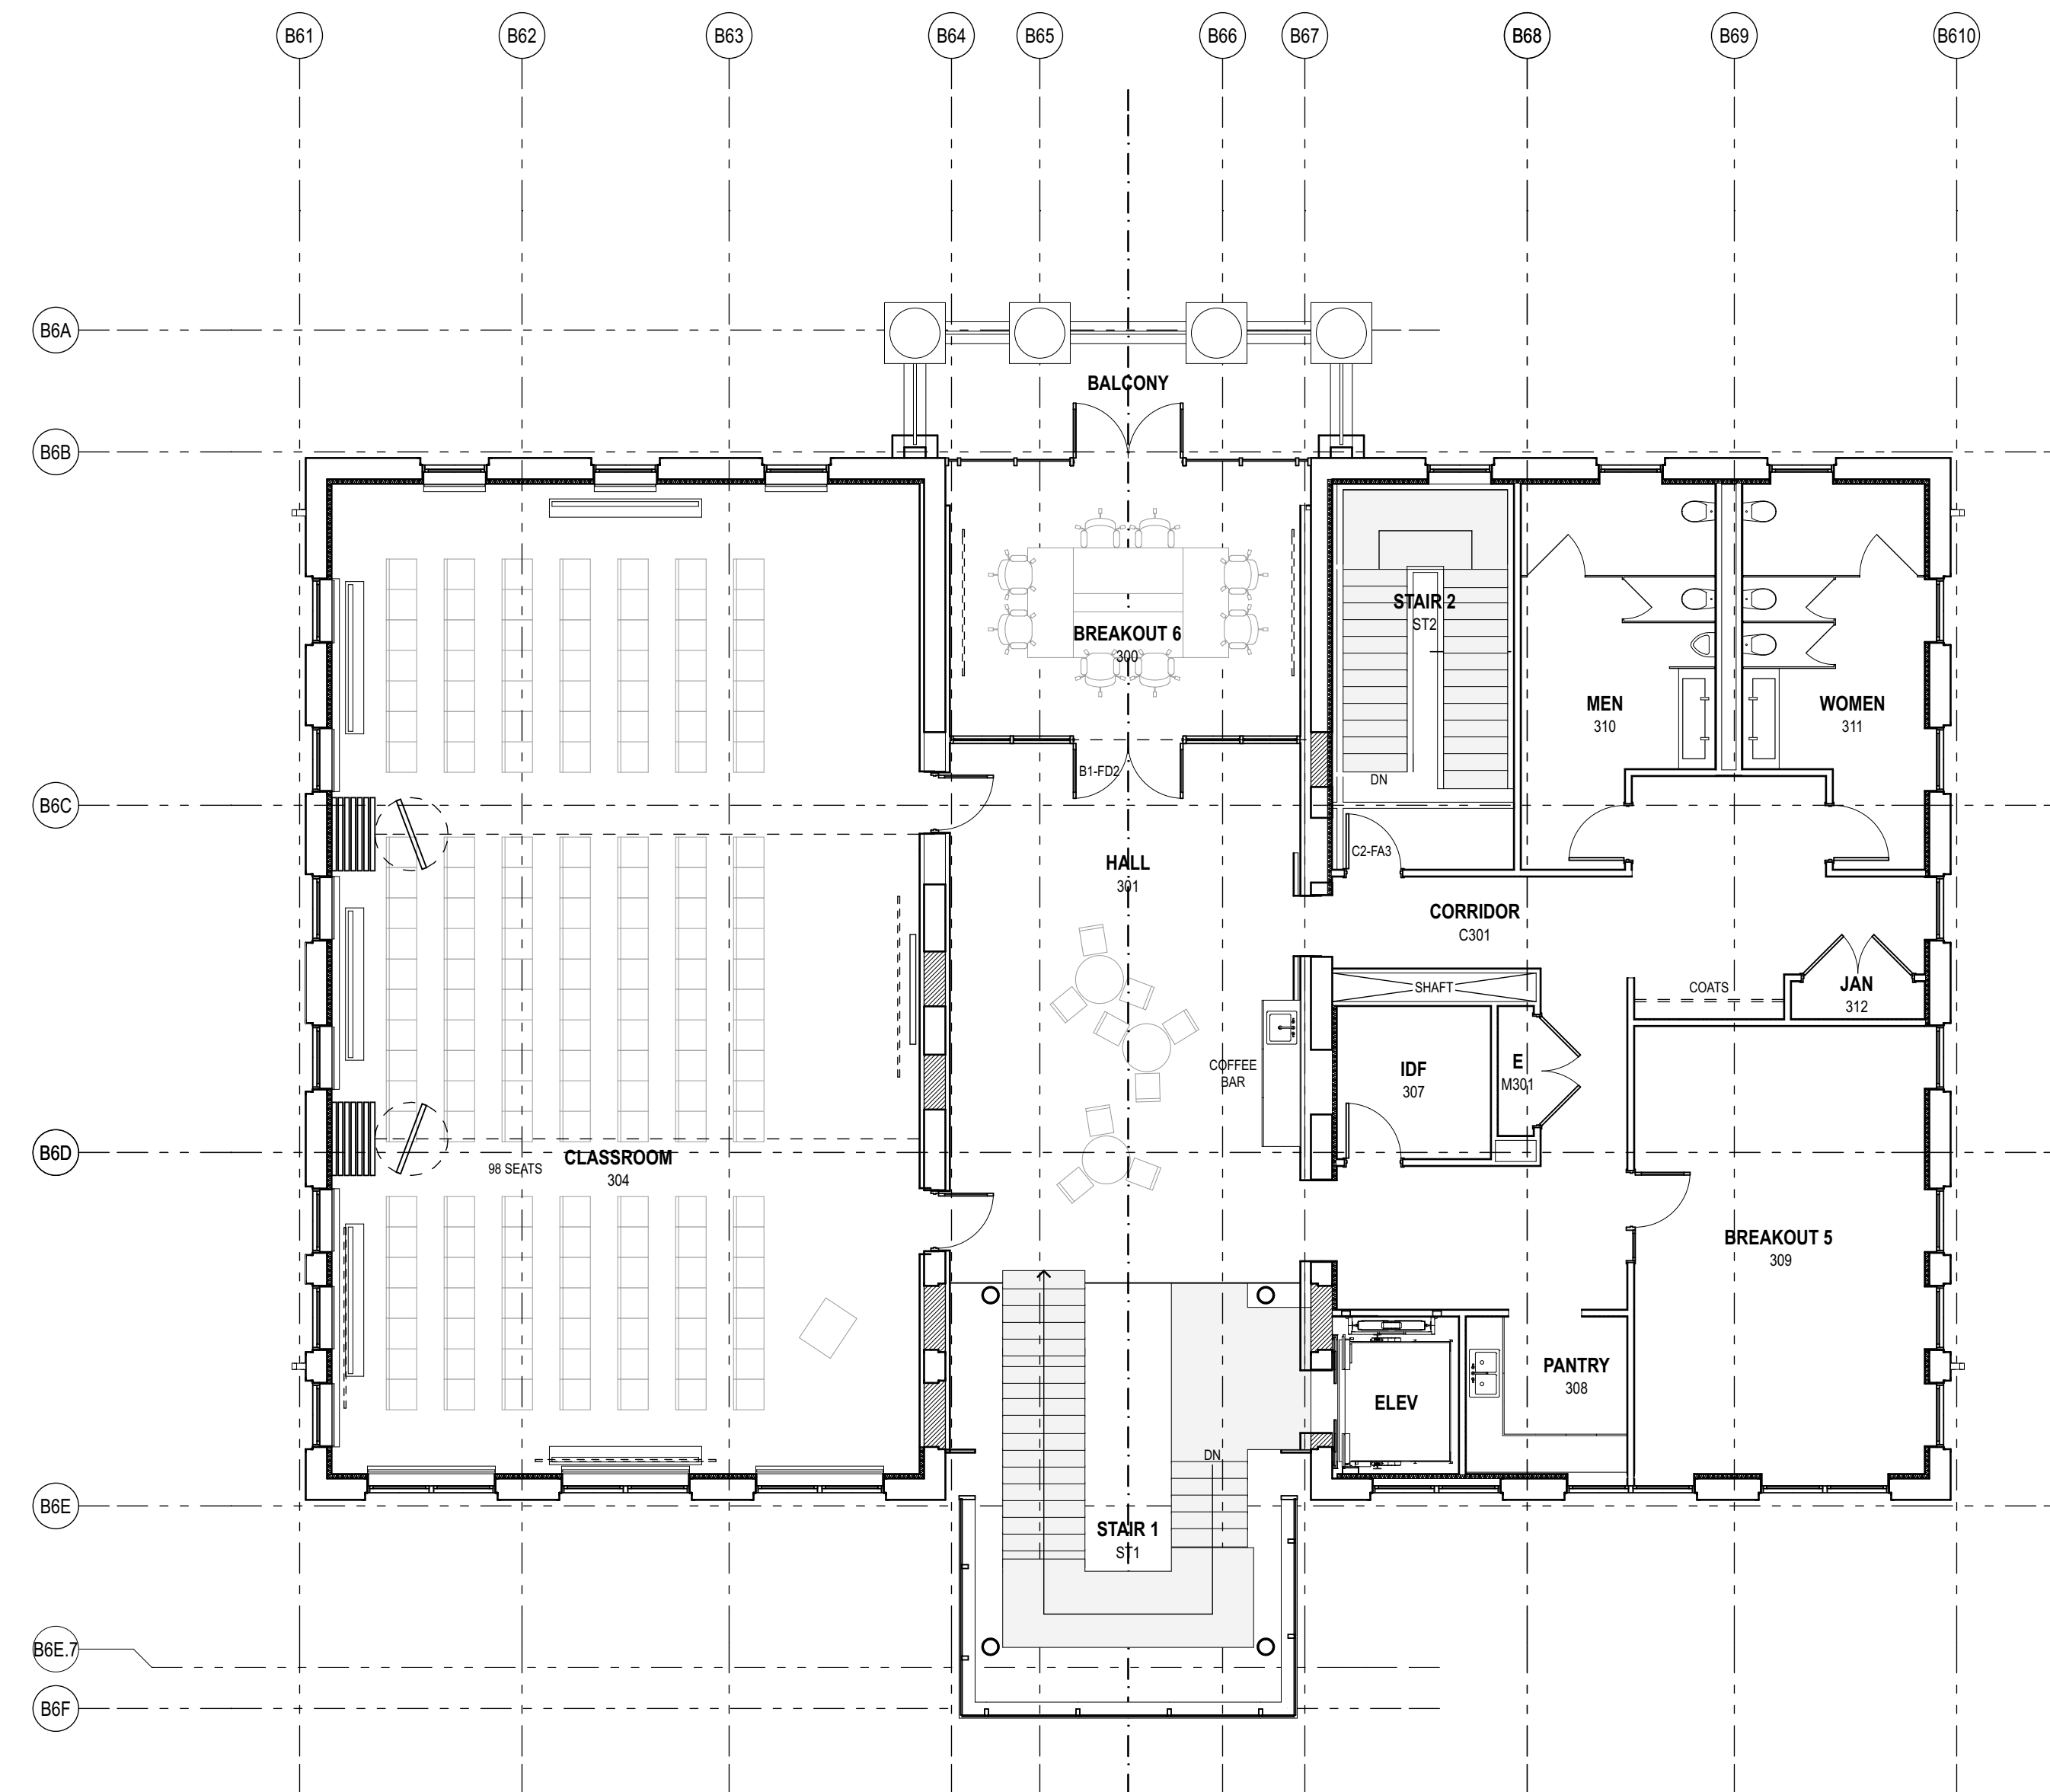 B61
B62
B63
B64
B65
B66
B67
B68
B69
B610
B6A
BALCONY
B6B
STAIR 2
ST2
BREAKOUT 6
300
MEN
310
WOMEN
311
B1-FD2
DN
B6C
C2-FA3
HALL
301
CORRIDOR
C301
SHAFT
COATS
JAN
312
COFFEE
BAR
IDF
307
E
M301
B6D
98 SEATS
CLASSROOM
304
BREAKOUT 5
309
PANTRY
308
ELEV
DN
B6E
STAIR 1
ST1
B6E.7
B6F